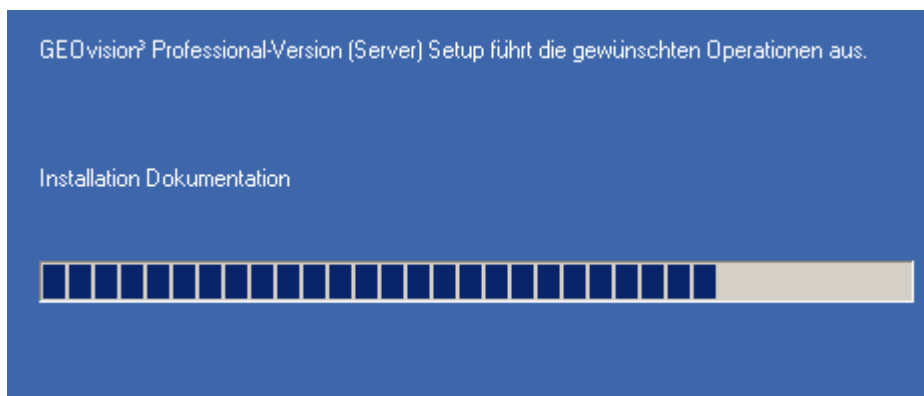 GEOvision³ Professional-Version (Server) Setup führt die gewünschten Operationen aus.
Installation Dokumentation